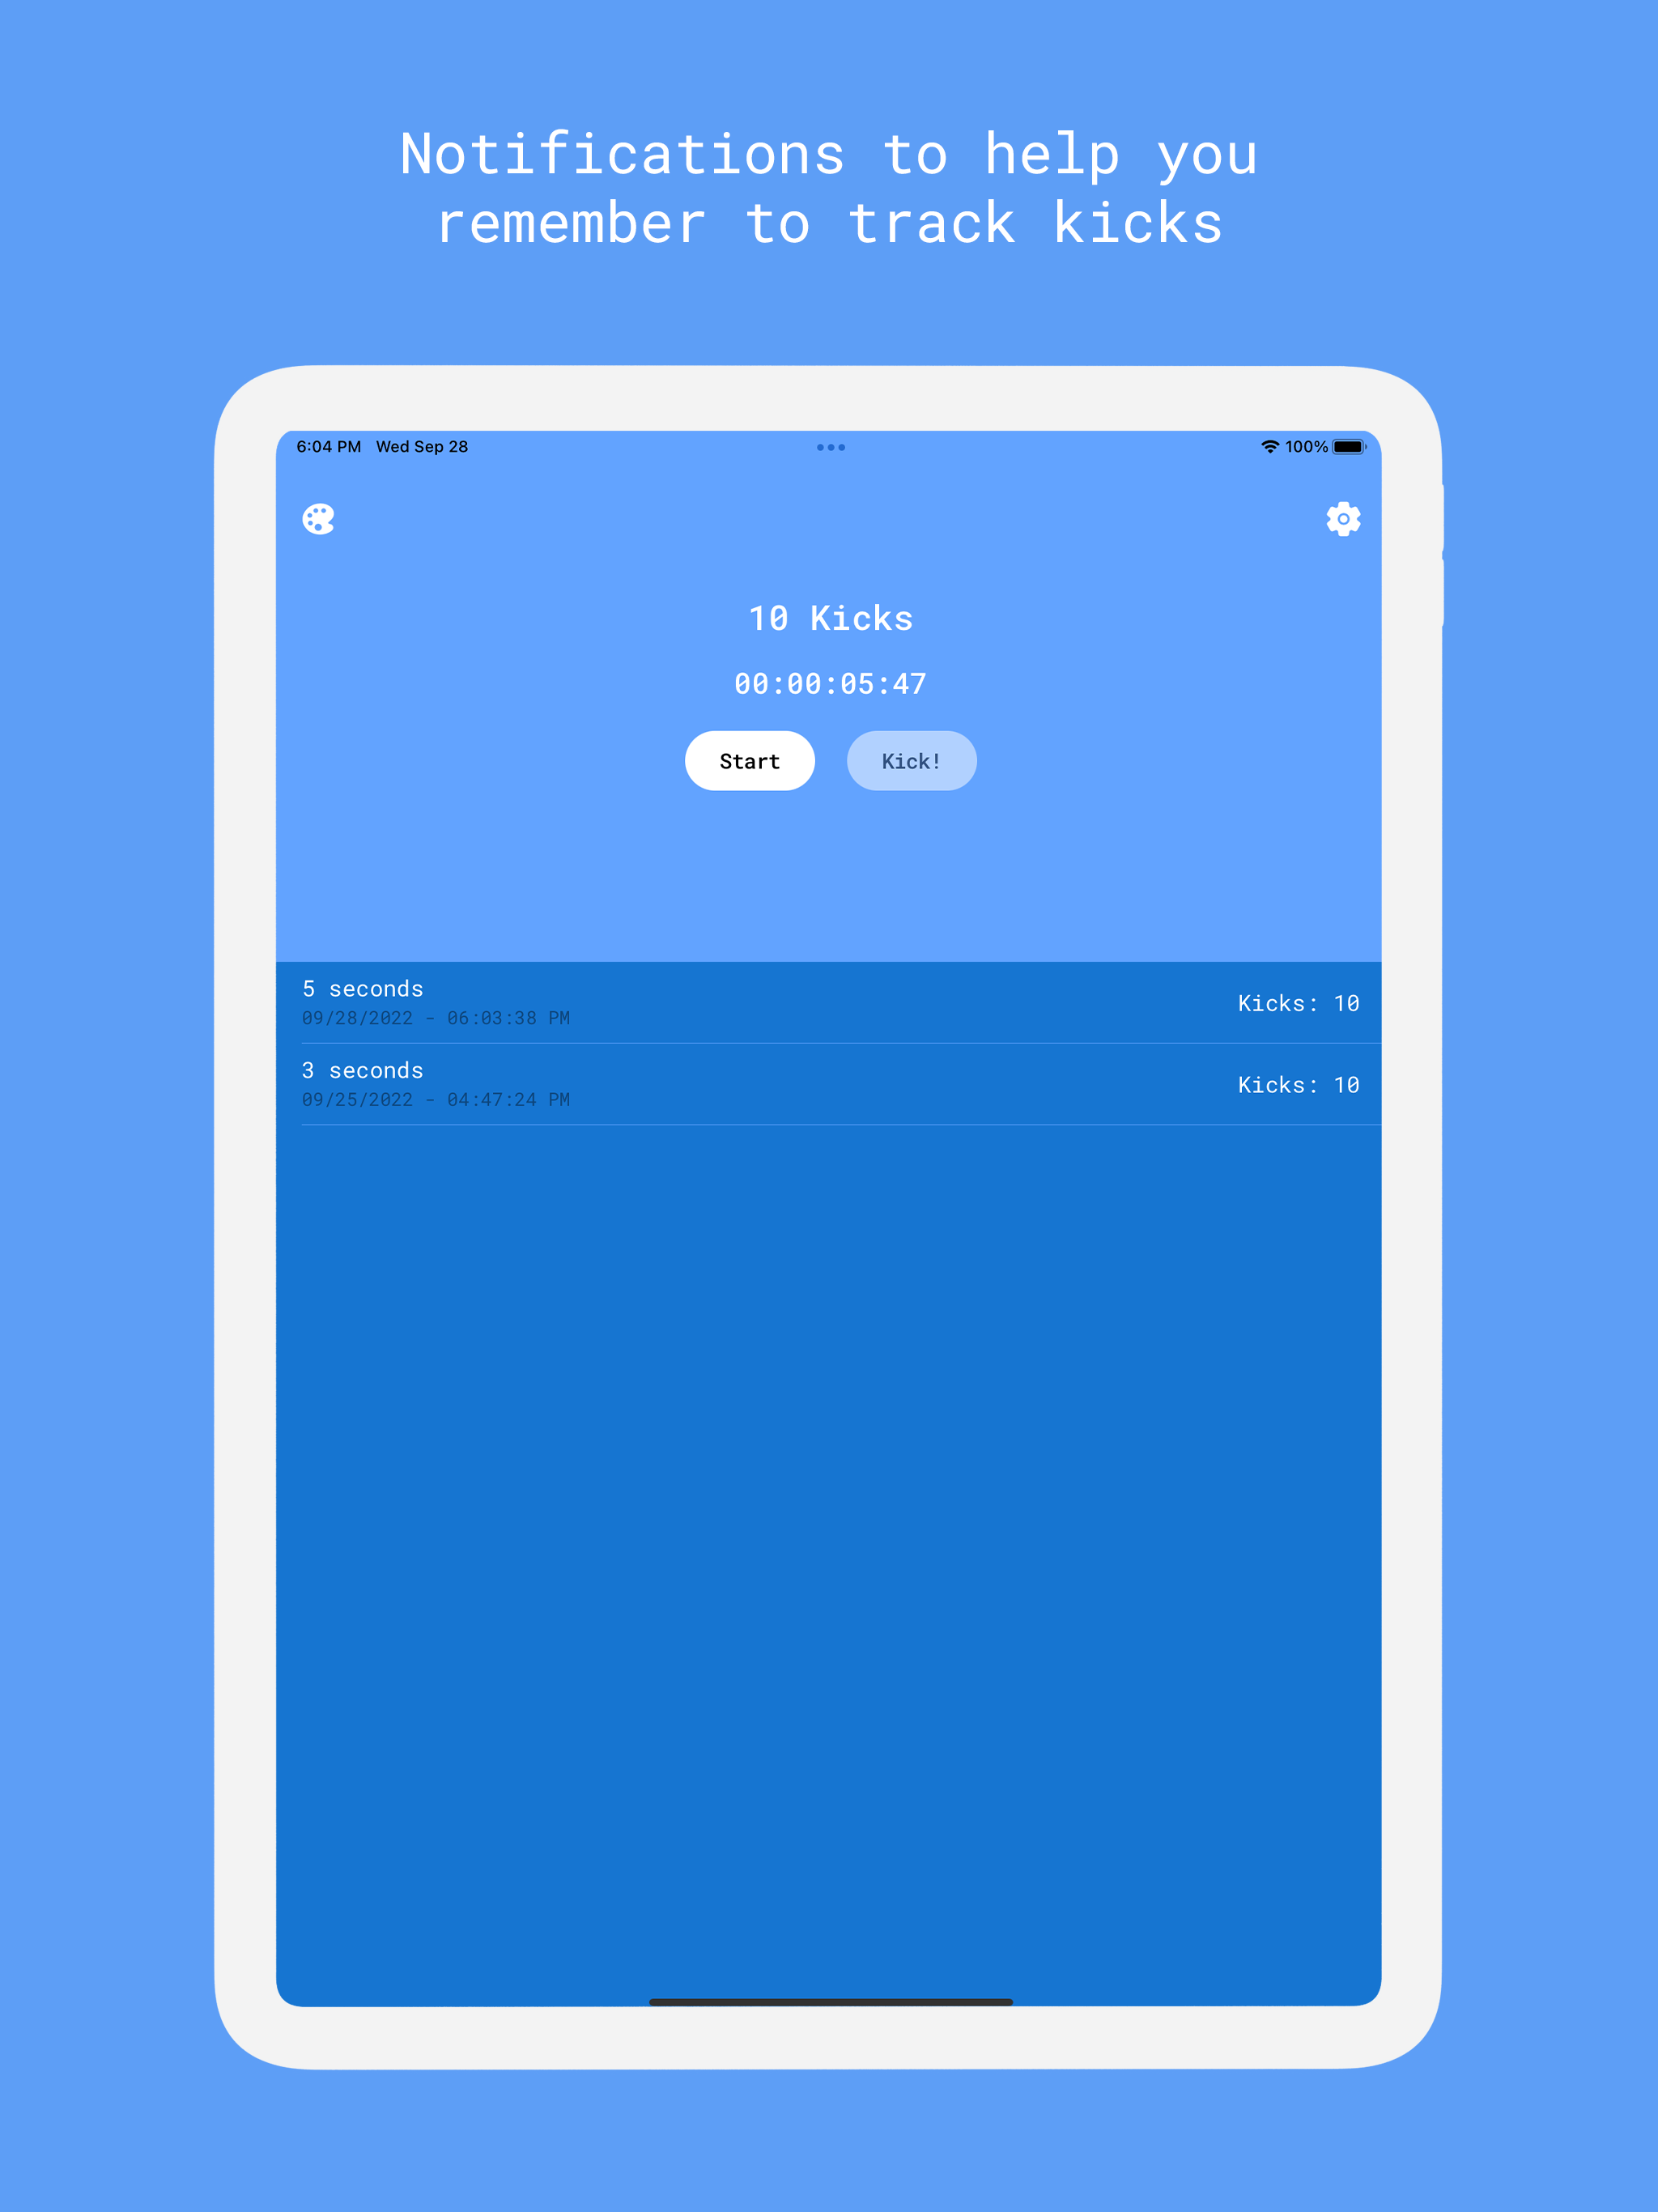 Notifications to help you
remember to track kicks
6:04 PM Wed Sep 28
100%
10 Kicks
00:00:05:47
Start
Kick!
5 seconds
09/28/2022 - 06:03:38 PM
Kicks: 10
3 seconds
09/25/2022 - 04:47:24 PM
Kicks: 10